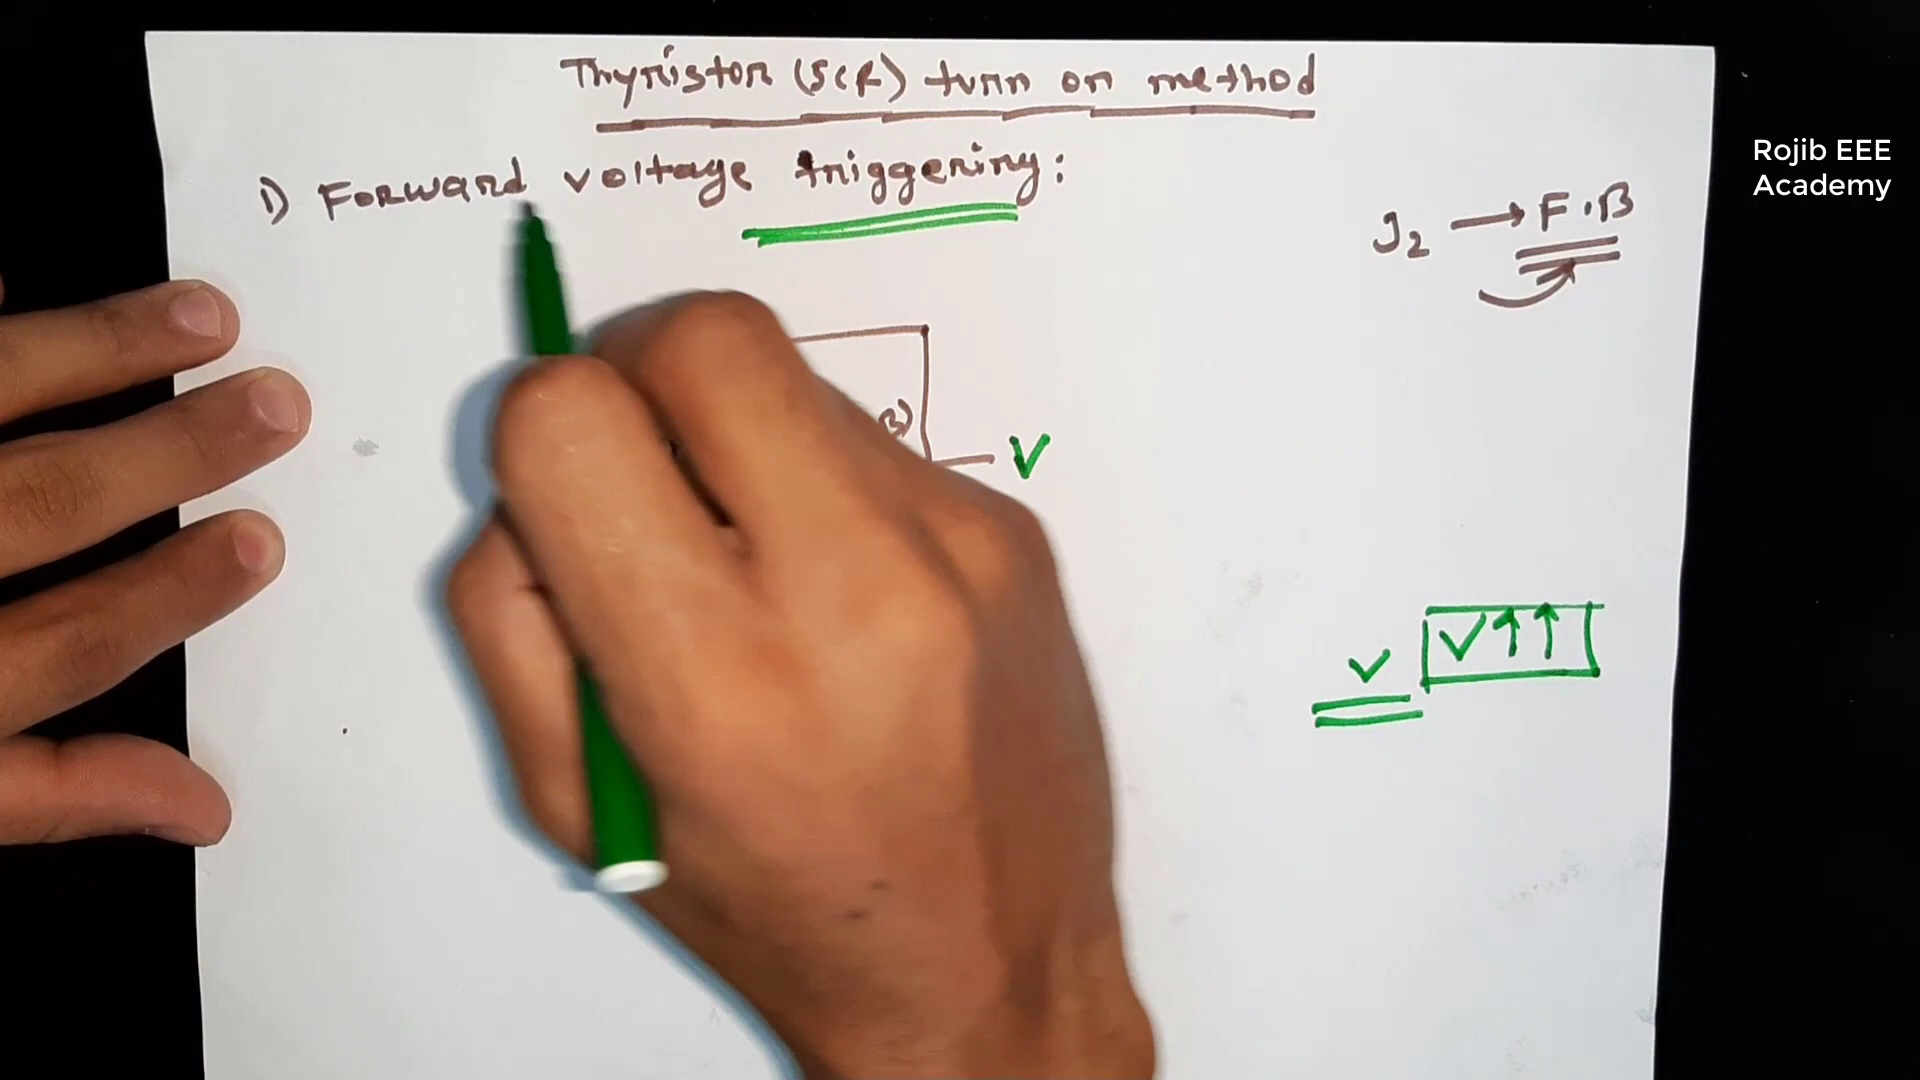 Thyristor (SCR) turn on method
1) Forward voltage triggering:
Rojib EEE
Academy
J2 → F.B
B)
V
V V↑↑